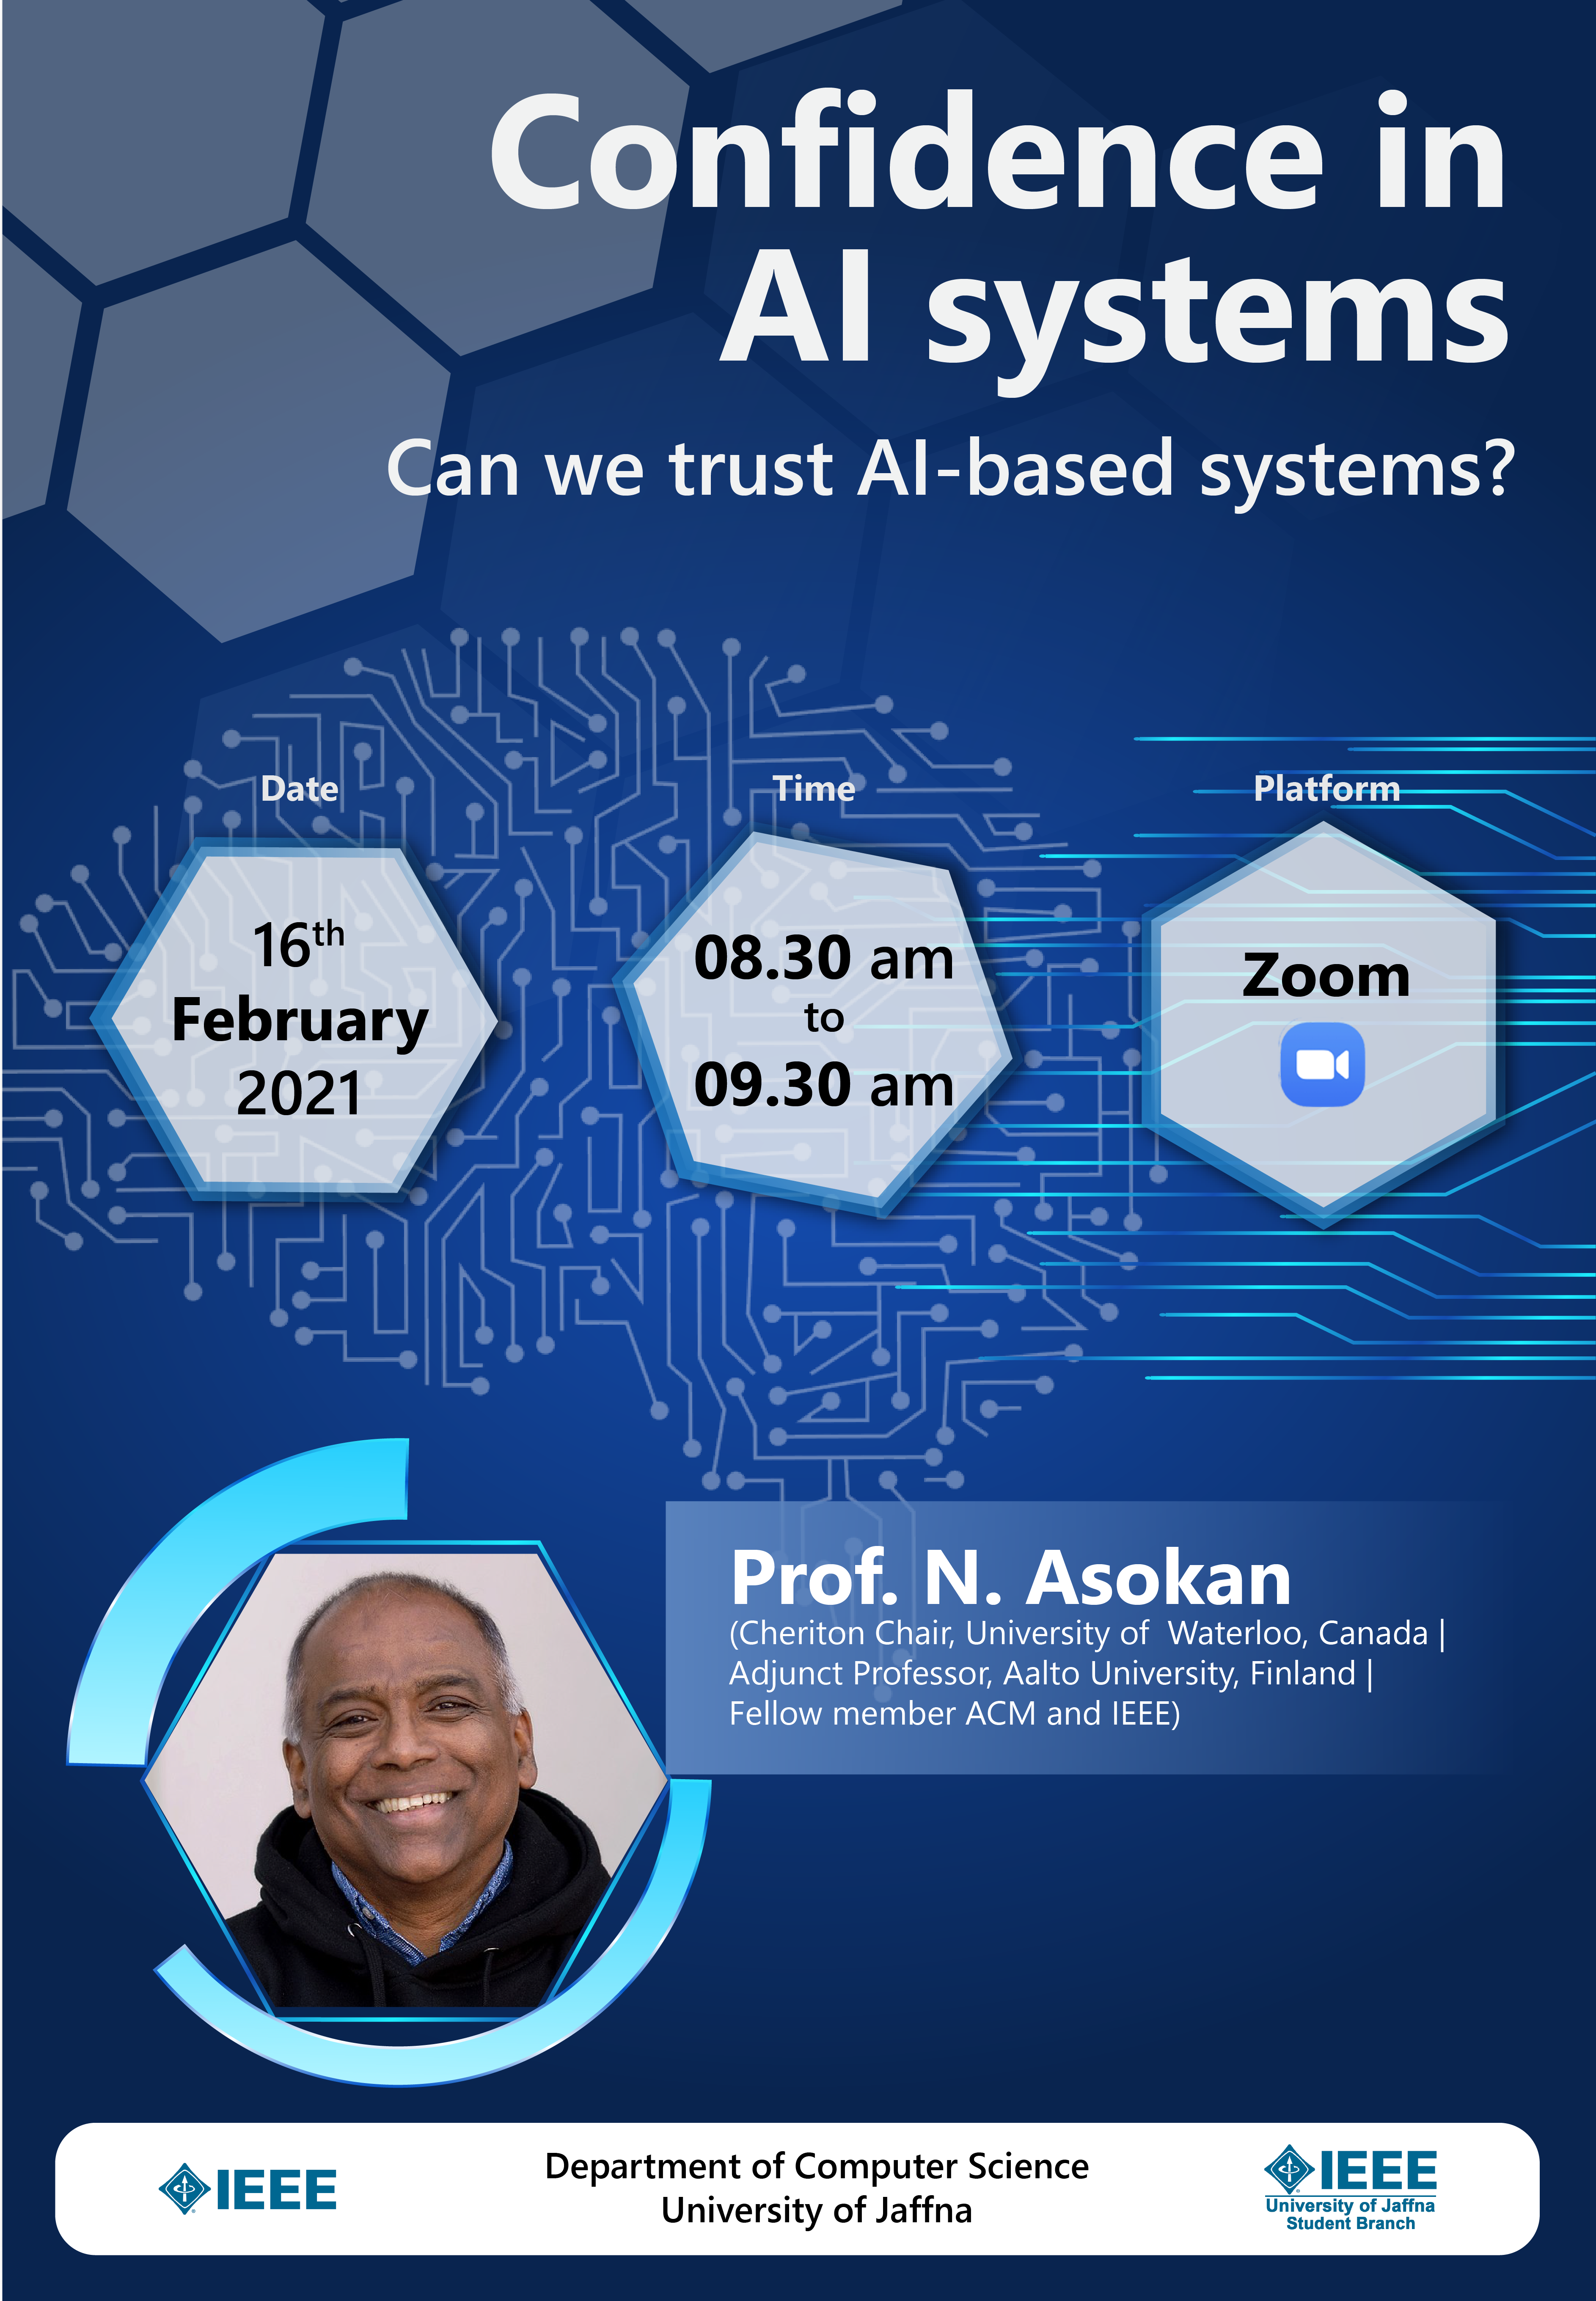 Confidence in
AI systems
Can we trust AI-based systems?
Date
16th
February
2021
Time
08.30 am
to
09.30 am
Platform
Zoom
Prof. N. Asokan
(Cheriton Chair, University of Waterloo, Canada |
Adjunct Professor, Aalto University, Finland |
Fellow member ACM and IEEE)
IEEE
Department of Computer Science
University of Jaffna
IEEE
University of Jaffna
Student Branch